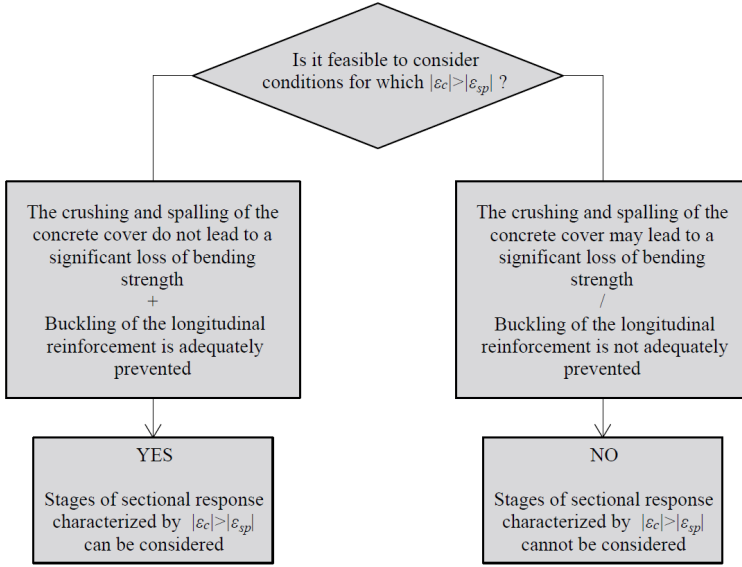 Is it feasible to consider
conditions for which |εc|>|εsp| ?
The crushing and spalling of the
concrete cover do not lead to a
significant loss of bending
strength
+
Buckling of the longitudinal
reinforcement is adequately
prevented
The crushing and spalling of the
concrete cover may lead to a
significant loss of bending
strength
/
Buckling of the longitudinal
reinforcement is not adequately
prevented
YES
Stages of sectional response
characterized by |εc|>|εsp|
can be considered
NO
Stages of sectional response
characterized by |εc|>|εsp|
cannot be considered